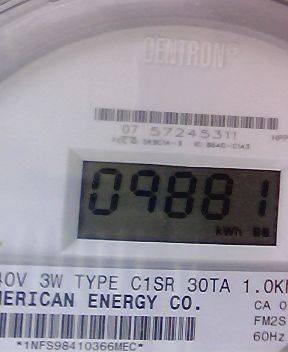 CENTRON®
07 57245311
09881
kWh
40V 3W TYPE C1SR 30TA 1.0K
MERICAN ENERGY CO.
CA 0
FM2S
60Hz
*1NFS98410366MEC*